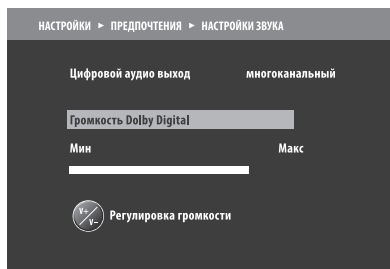 НАСТРОЙКИ ► ПРЕДПОЧТЕНИЯ ► НАСТРОЙКИ ЗВУКА
Цифровой аудио выход многоканальный
Громкость Dolby Digital
Мин Макс
V+/V– Регулировка громкости